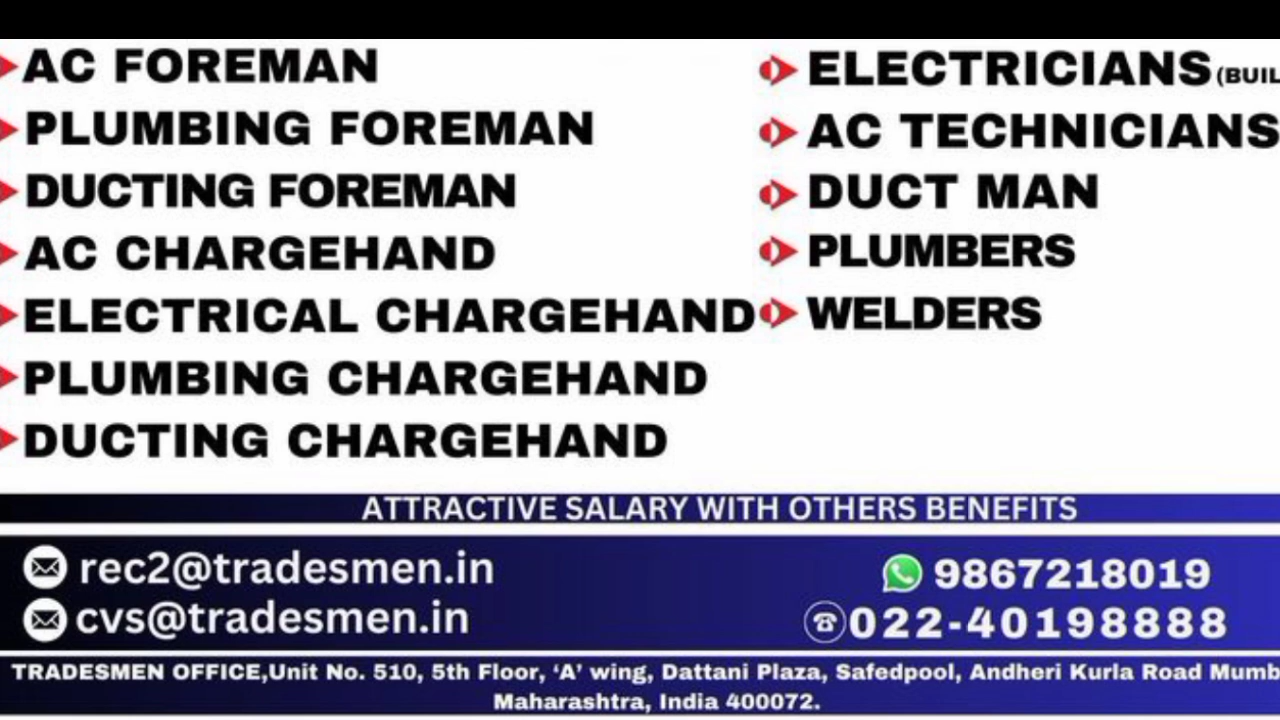 AC FOREMAN
PLUMBING FOREMAN
DUCTING FOREMAN
AC CHARGEHAND
ELECTRICAL CHARGEHAND
PLUMBING CHARGEHAND
DUCTING CHARGEHAND
ELECTRICIANS (BUIL
AC TECHNICIANS
DUCT MAN
PLUMBERS
WELDERS
ATTRACTIVE SALARY WITH OTHERS BENEFITS
rec2@tradesmen.in
cvs@tradesmen.in
9867218019
022-40198888
TRADESMEN OFFICE,Unit No. 510, 5th Floor, ‘A’ wing, Dattani Plaza, Safedpool, Andheri Kurla Road Mumb
Maharashtra, India 400072.